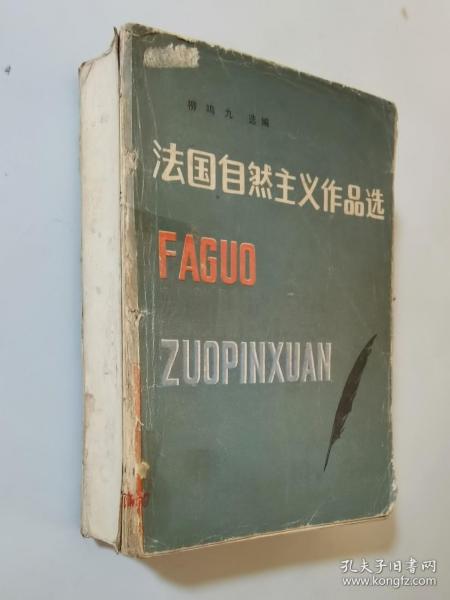 柳鸣九 选编
法国自然主义作品选
FAGUO
ZUOPINXUAN
孔夫子旧书网
www.kongfz.com